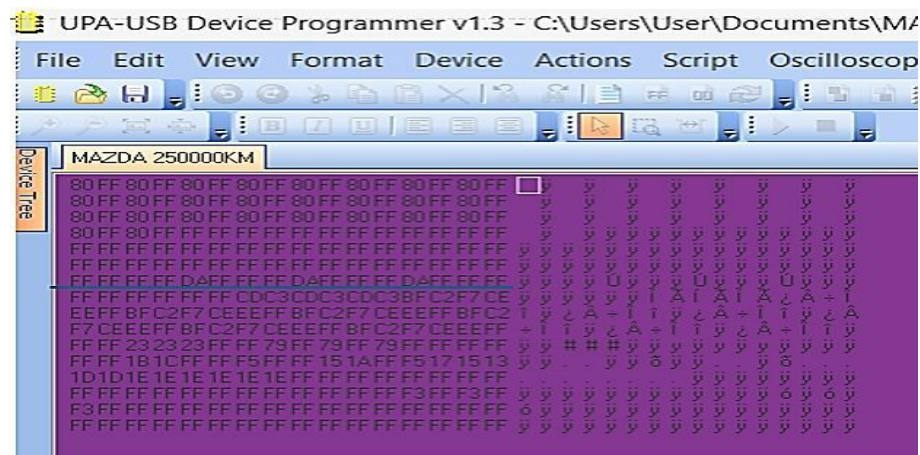 UPA-USB Device Programmer v1.3 - C:\Users\User\Documents\MA
File Edit View Format Device Actions Script Oscilloscop
MAZDA 250000KM
Device Tree
80 FF 80 FF 80 FF 80 FF 80 FF 80 FF 80 FF 80 FF ÿ ÿ ÿ ÿ ÿ ÿ ÿ ÿ
80 FF 80 FF 80 FF 80 FF 80 FF 80 FF 80 FF 80 FF ÿ ÿ ÿ ÿ ÿ ÿ ÿ ÿ
80 FF 80 FF 80 FF 80 FF 80 FF 80 FF 80 FF 80 FF ÿ ÿ ÿ ÿ ÿ ÿ ÿ ÿ
80 FF 80 FF FF FF FF FF FF FF FF FF FF FF FF FF ÿ ÿ ÿ ÿ ÿ ÿ ÿ ÿ ÿ ÿ ÿ ÿ ÿ ÿ
FF FF FF FF FF FF FF FF FF FF FF FF FF FF FF FF ÿ ÿ ÿ ÿ ÿ ÿ ÿ ÿ ÿ ÿ ÿ ÿ ÿ ÿ ÿ ÿ
FF FF FF FF FF FF FF FF FF FF FF FF FF FF FF FF ÿ ÿ ÿ ÿ ÿ ÿ ÿ ÿ ÿ ÿ ÿ ÿ ÿ ÿ ÿ ÿ
FF FF FF FF DA FF FF FF DA FF FF FF DA FF FF FF ÿ ÿ ÿ ÿ Ú ÿ ÿ ÿ Ú ÿ ÿ ÿ Ú ÿ ÿ ÿ
FF FF FF FF FF FF CD C3 CD C3 CD C3 BF C2 F7 CE ÿ ÿ ÿ ÿ ÿ ÿ Í Ã Í Ã Í Ã ¿ Â ÷ Î
EE FF BF C2 F7 CE EE FF BF C2 F7 CE EE FF BF C2 î ÿ ¿ Â ÷ Î î ÿ ¿ Â ÷ Î î ÿ ¿ Â
F7 CE EE FF BF C2 F7 CE EE FF BF C2 F7 CE FF FF ÷ Î î ÿ ¿ Â ÷ Î î ÿ ¿ Â ÷ Î ÿ ÿ
FF FF 23 23 23 FF FF 79 FF 79 FF 79 FF FF FF FF ÿ ÿ # # # ÿ ÿ
FF FF 1B 1C FF FF F5 FF FF 15 1A FF F5 17 15 13 ÿ ÿ . . ÿ ÿ õ ÿ ÿ . . ÿ õ . . .
1D 1D 1E 1E 1E 1E 1E 1E FF FF FF FF FF FF FF FF . . . . . . . . ÿ ÿ ÿ ÿ ÿ ÿ ÿ ÿ
FF FF FF FF FF FF FF FF FF FF FF FF F3 FF F3 FF ÿ ÿ ÿ ÿ ÿ ÿ ÿ ÿ ÿ ÿ ÿ ÿ ó ÿ ó ÿ
F3 FF FF FF FF FF FF FF FF FF FF FF FF FF FF FF ó ÿ ÿ ÿ ÿ ÿ ÿ ÿ ÿ ÿ ÿ ÿ ÿ ÿ ÿ ÿ
FF FF FF FF FF FF FF FF FF FF FF FF FF FF FF FF ÿ ÿ ÿ ÿ ÿ ÿ ÿ ÿ ÿ ÿ ÿ ÿ ÿ ÿ ÿ ÿ